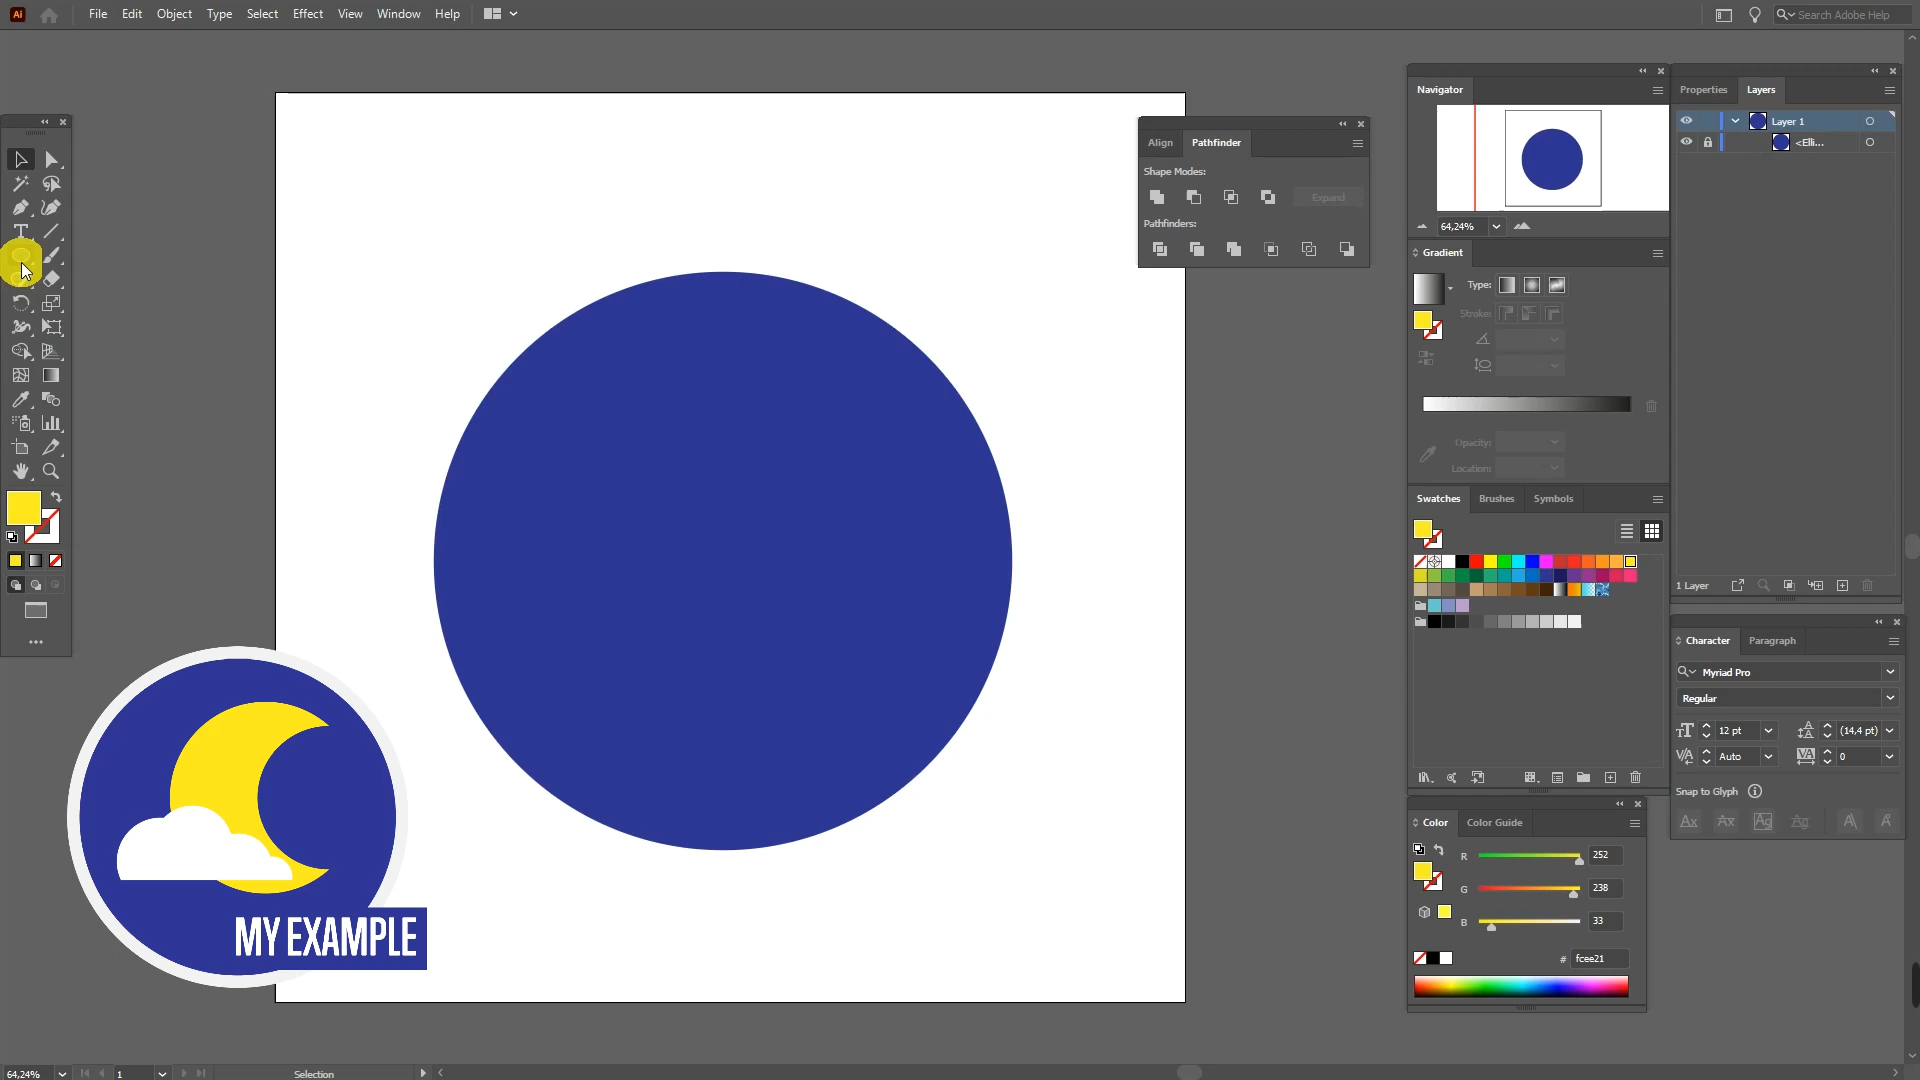 Ai
File Edit Object Type Select Effect View Window Help
Search Adobe Help
Navigator
Properties Layers
Layer 1
<Elli...
Align Pathfinder
Shape Modes:
Expand
Pathfinders:
64,24%
Gradient
Type:
Stroke:
Opacity:
Location:
Swatches Brushes Symbols
1 Layer
Character Paragraph
Myriad Pro
Regular
12 pt
(14,4 pt)
Auto
0
Snap to Glyph
Color Color Guide
R 252
G 238
B 33
# fcee21
MY EXAMPLE
64,24%
1
Selection